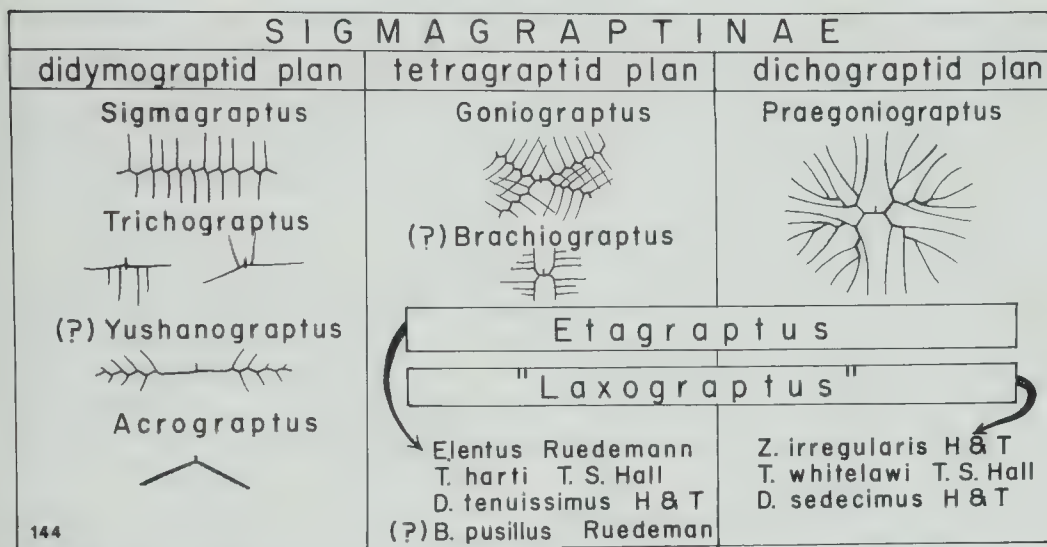 SIGMAGRAPTINAE
didymograptid plan
tetragraptid plan
dichograptid plan
Sigmagraptus
Trichograptus
(?) Yushanograptus
Acrograptus
Goniograptus
(?) Brachiograptus
Praegoniograptus
Etagraptus
"Laxograptus"
E.lentus Ruedemann
T. harti T. S. Hall
D. tenuissimus H & T
(?) B. pusillus Ruedeman
Z. irregularis H & T
T. whitelawi T. S. Hall
D. sedecimus H & T
144